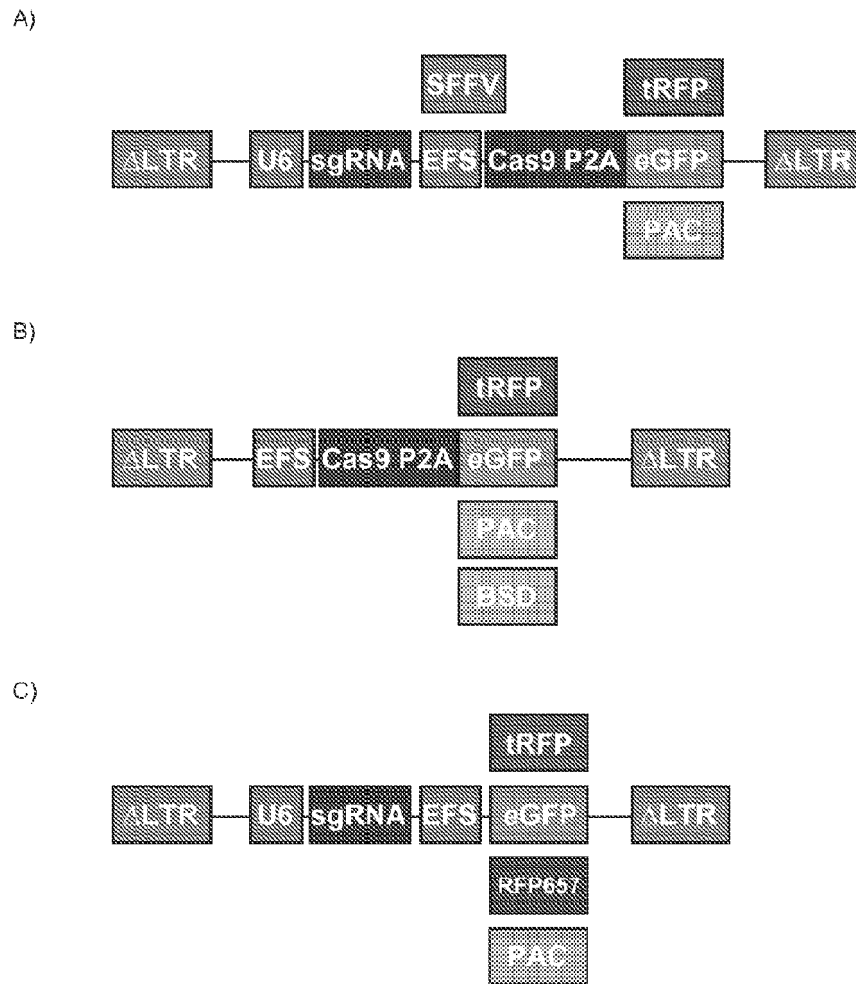 A)
SFFV tRFP
ΔLTR U6 sgRNA EFS Cas9 P2A eGFP ΔLTR
PAC
B)
tRFP
ΔLTR EFS Cas9 P2A eGFP ΔLTR
PAC
BSD
C)
tRFP
ΔLTR U6 sgRNA EFS eGFP ΔLTR
RFP657
PAC